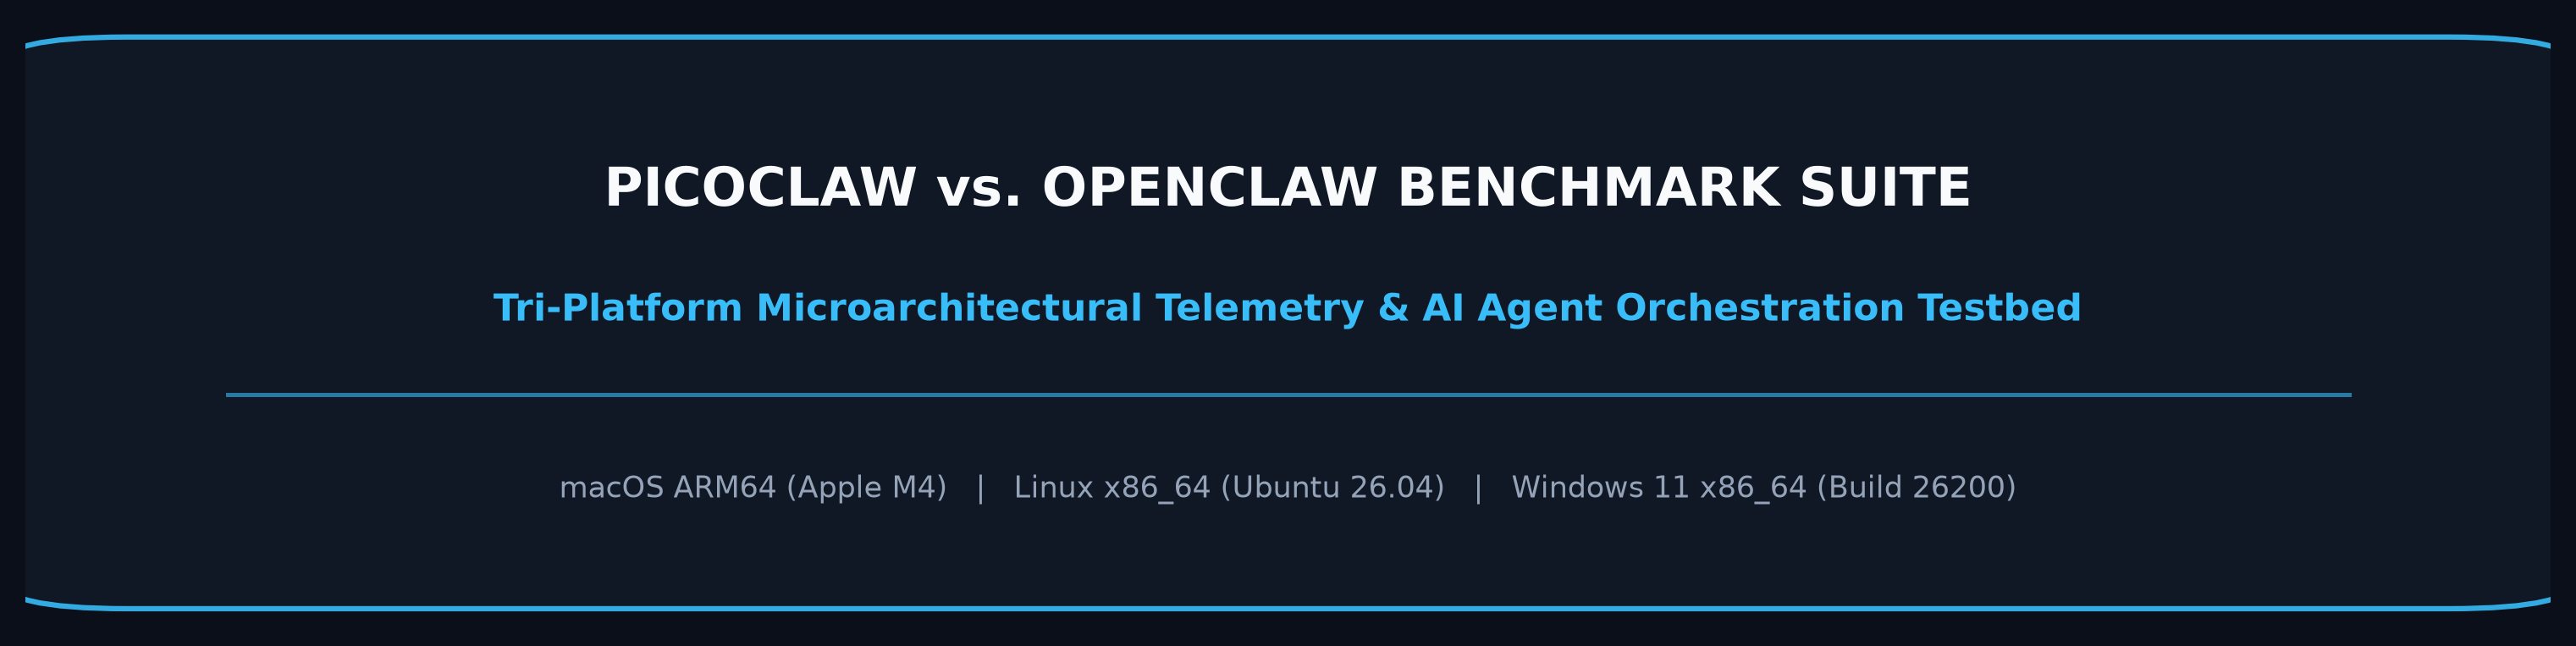 PICOCLAW vs. OPENCLAW BENCHMARK SUITE
Tri-Platform Microarchitectural Telemetry & AI Agent Orchestration Testbed
macOS ARM64 (Apple M4) | Linux x86_64 (Ubuntu 26.04) | Windows 11 x86_64 (Build 26200)